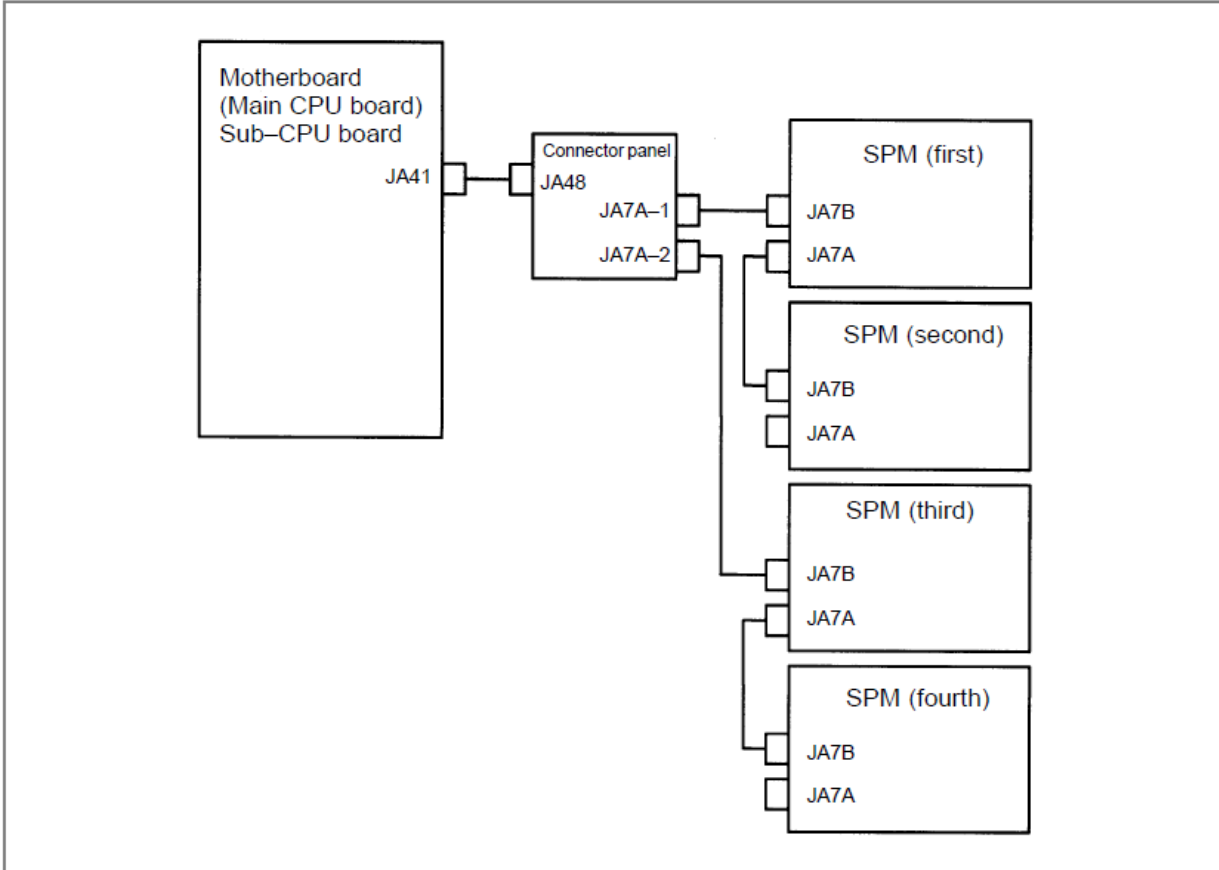 Motherboard
(Main CPU board)
Sub–CPU board
JA41
Connector panel
JA48
JA7A–1
JA7A–2
SPM (first)
JA7B
JA7A
SPM (second)
JA7B
JA7A
SPM (third)
JA7B
JA7A
SPM (fourth)
JA7B
JA7A